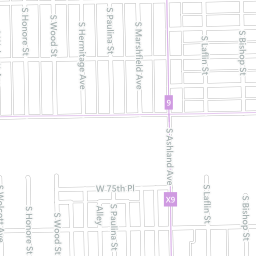 S Honore St
S Wood St
S Hermitage Ave
S Paulina St
S Marshfield Ave
S Laflin St
S Bishop St
9
S Ashland Ave
W 75th Pl
X9
S Wolcott Ave
S Honore St
S Wood St
Alley
S Paulina St
S Laflin St
S Bishop St